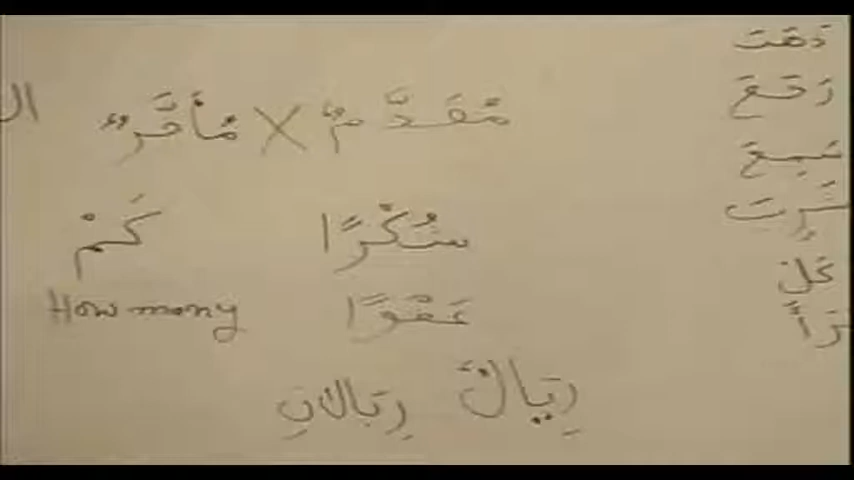 مُقَدَّمٌ X مُأَخَّرٌ
شُكْرًا كَمْ
عَفْوًا How many
رِيَالٌ رِيَالَانِ
ذَهَبَ
رَفَعَ
سَمِعَ
شَرِبَ